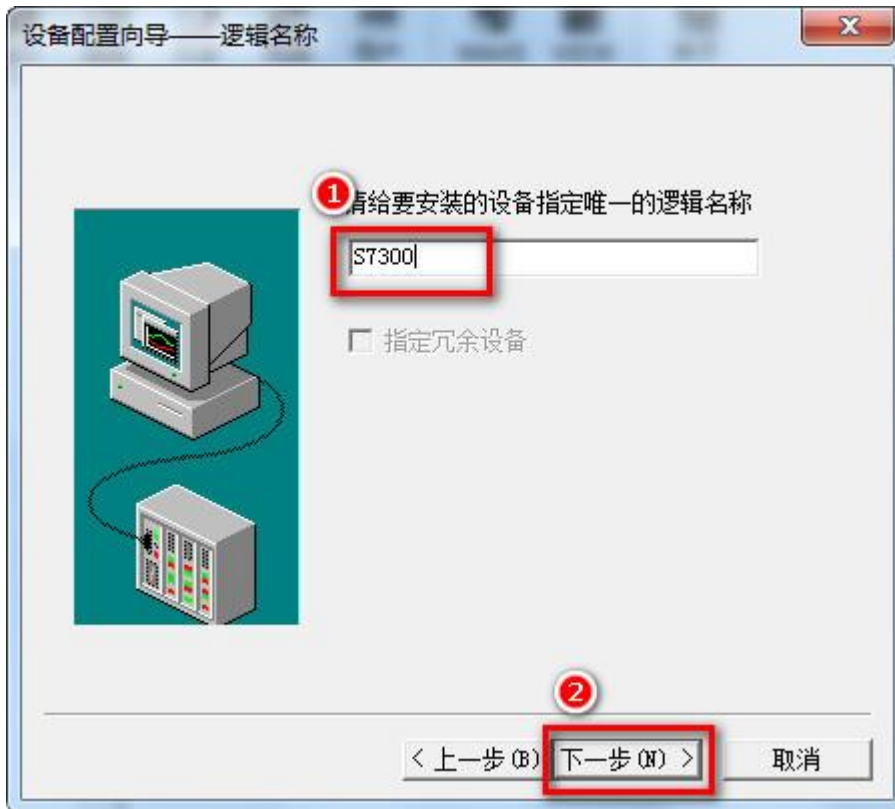 设备配置向导——逻辑名称
1
请给要安装的设备指定唯一的逻辑名称
S7300
指定冗余设备
2
< 上一步(B)
下一步(N) >
取消